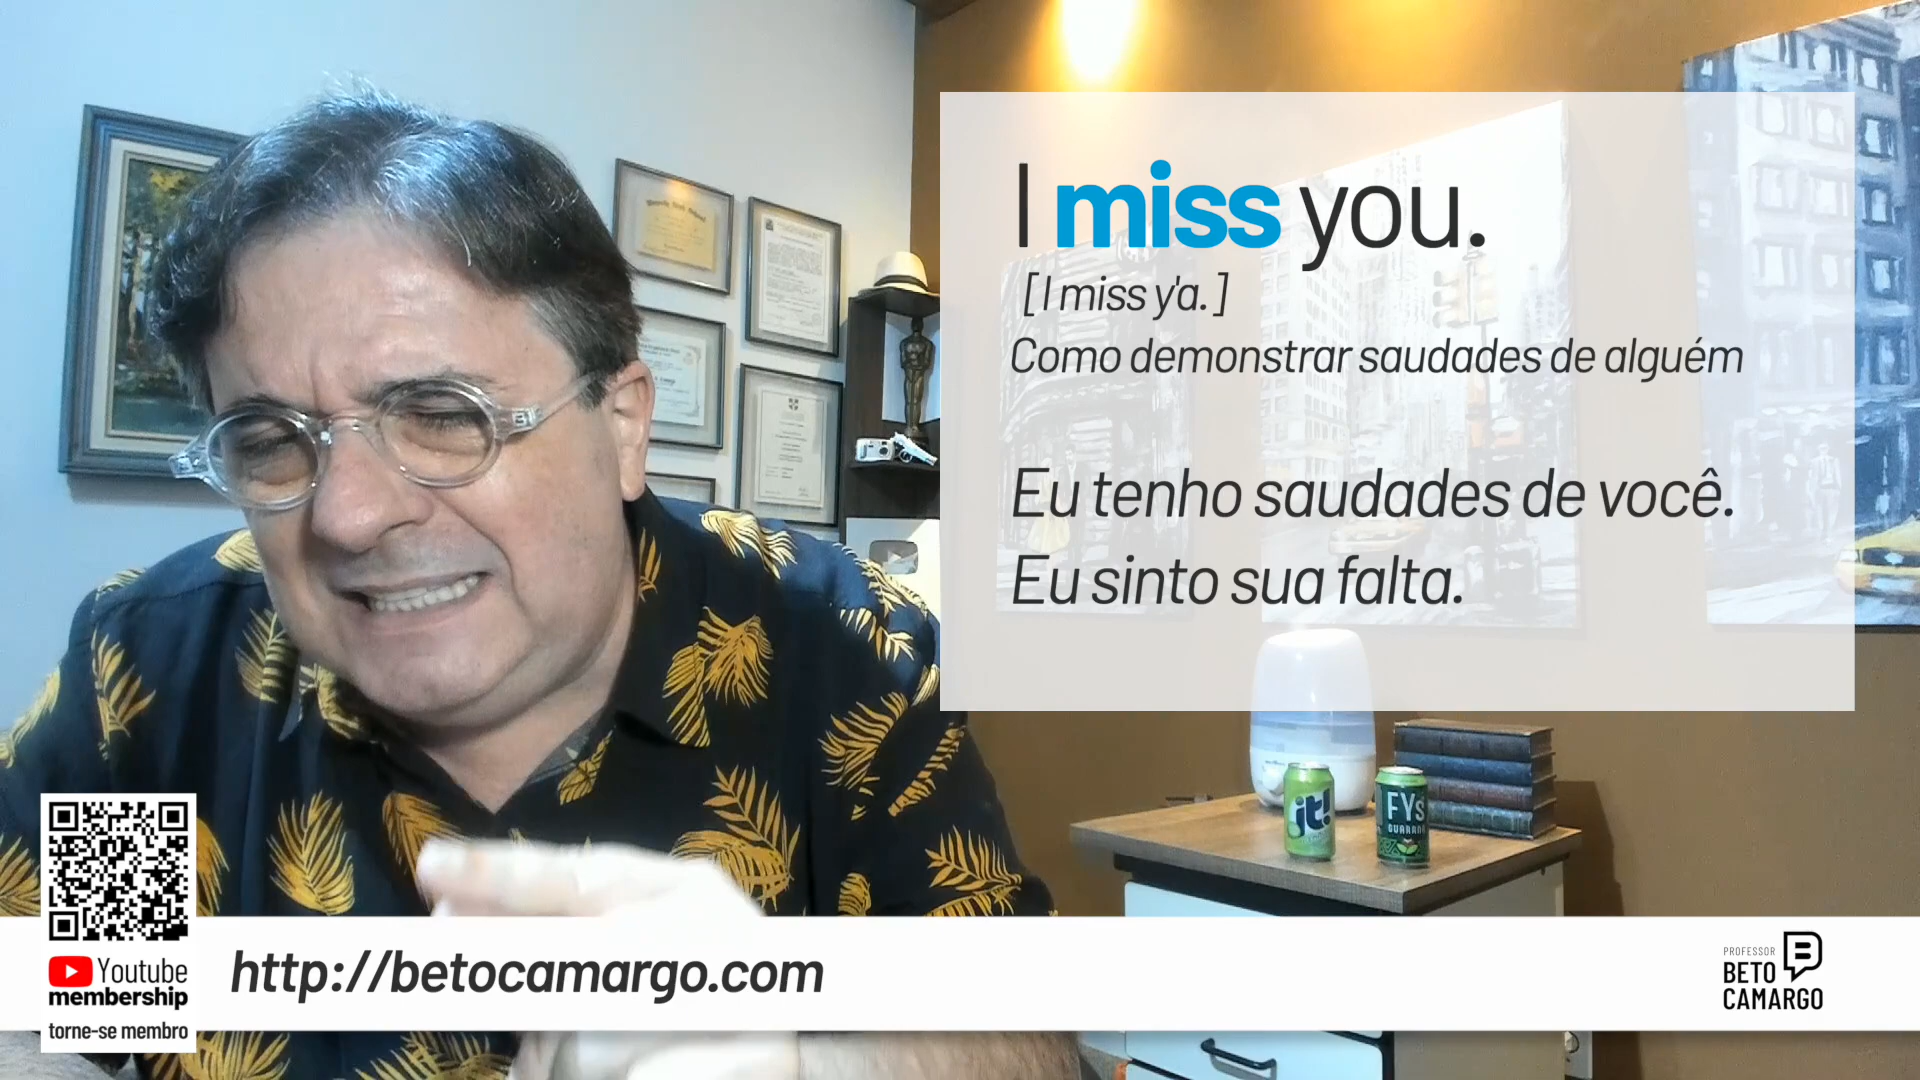 I miss you.
[I miss y'a.]
Como demonstrar saudades de alguém
Eu tenho saudades de você.
Eu sinto sua falta.
it!
FYs
GUARANÁ
Youtube
membership
torne-se membro
http://betocamargo.com
PROFESSOR
BETO
CAMARGO